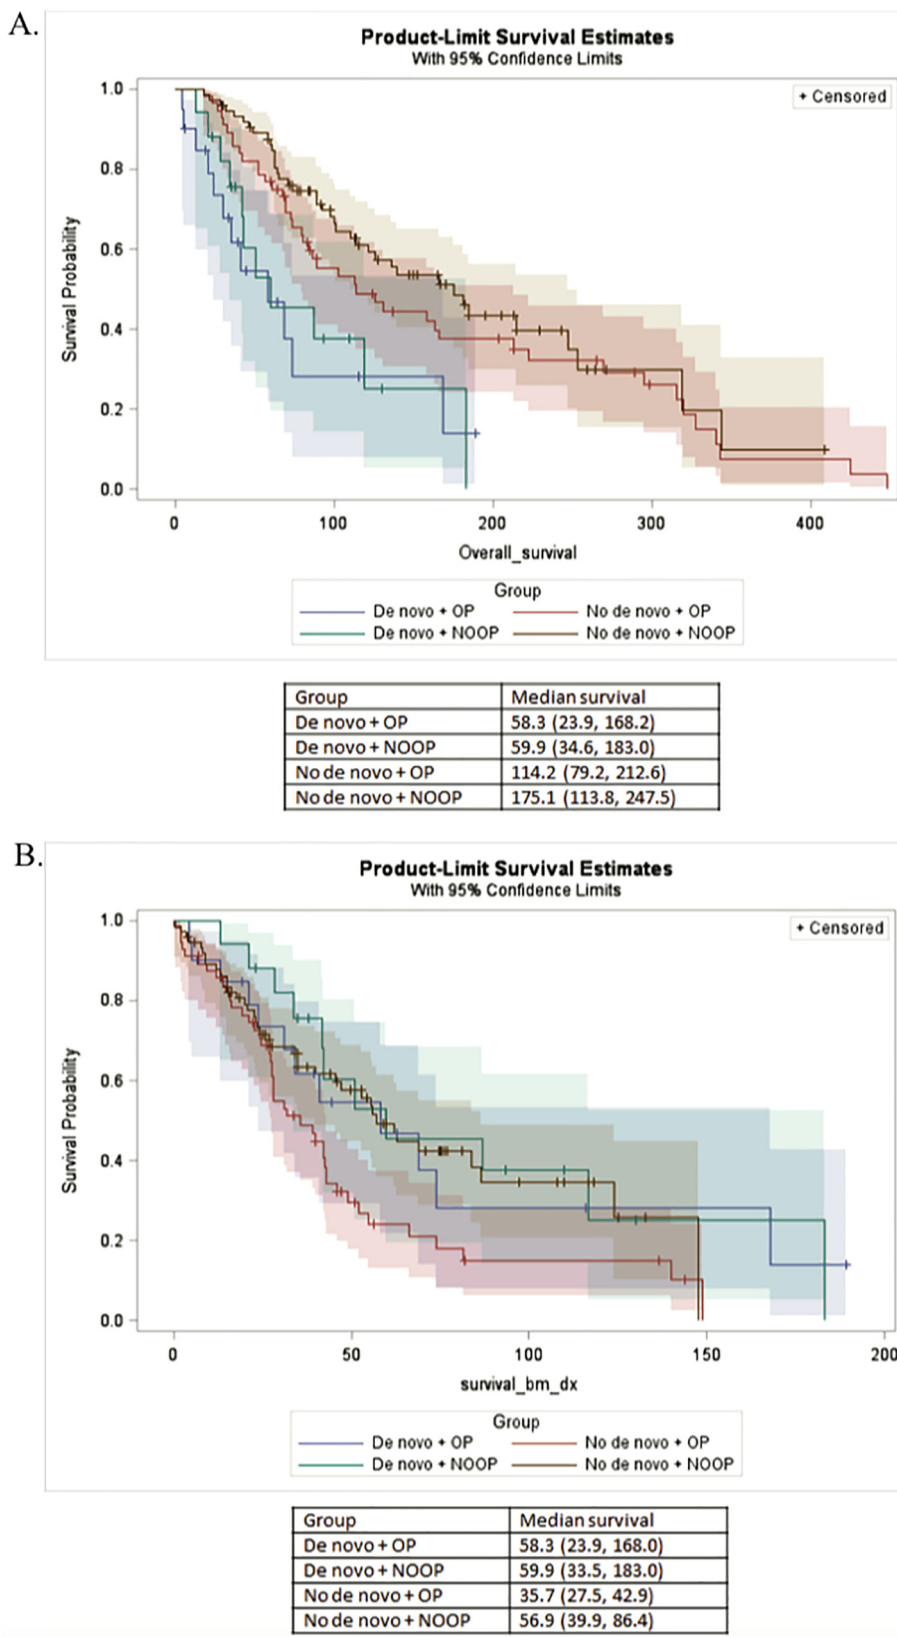 A.
Product-Limit Survival Estimates
With 95% Confidence Limits
+ Censored
1.0
0.8
0.6
0.4
0.2
0.0
Survival Probability
0 100 200 300 400
Overall_survival
Group
De novo + OP No de novo + OP
De novo + NOOP No de novo + NOOP
Group Median survival
De novo + OP 58.3 (23.9, 168.2)
De novo + NOOP 59.9 (34.6, 183.0)
No de novo + OP 114.2 (79.2, 212.6)
No de novo + NOOP 175.1 (113.8, 247.5)
B.
Product-Limit Survival Estimates
With 95% Confidence Limits
+ Censored
1.0
0.8
0.6
0.4
0.2
0.0
Survival Probability
0 50 100 150 200
survival_bm_dx
Group
De novo + OP No de novo + OP
De novo + NOOP No de novo + NOOP
Group Median survival
De novo + OP 58.3 (23.9, 168.0)
De novo + NOOP 59.9 (33.5, 183.0)
No de novo + OP 35.7 (27.5, 42.9)
No de novo + NOOP 56.9 (39.9, 86.4)